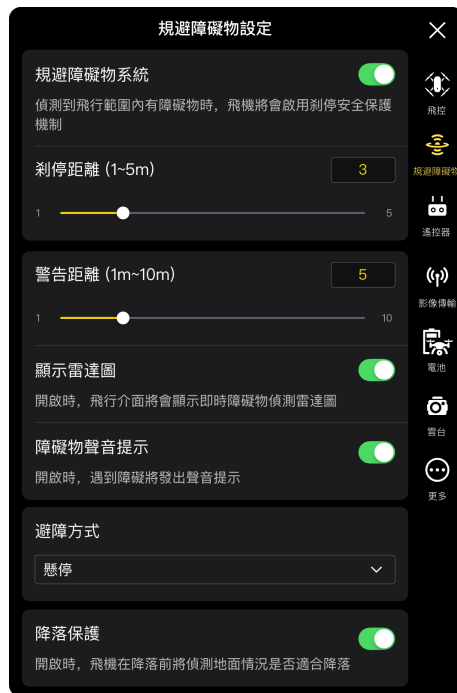 規避障礙物設定
規避障礙物系統
偵測到飛行範圍內有障礙物時，飛機將會啟用剎停安全保護
機制
剎停距離 (1~5m)
3
1
5
警告距離 (1m~10m)
5
1
10
顯示雷達圖
開啟時，飛行介面將會顯示即時障礙物偵測雷達圖
障礙物聲音提示
開啟時，遇到障礙將發出聲音提示
避障方式
懸停
降落保護
開啟時，飛機在降落前將偵測地面情況是否適合降落
飛控
規避障礙物
遙控器
影像傳輸
電池
雲台
更多